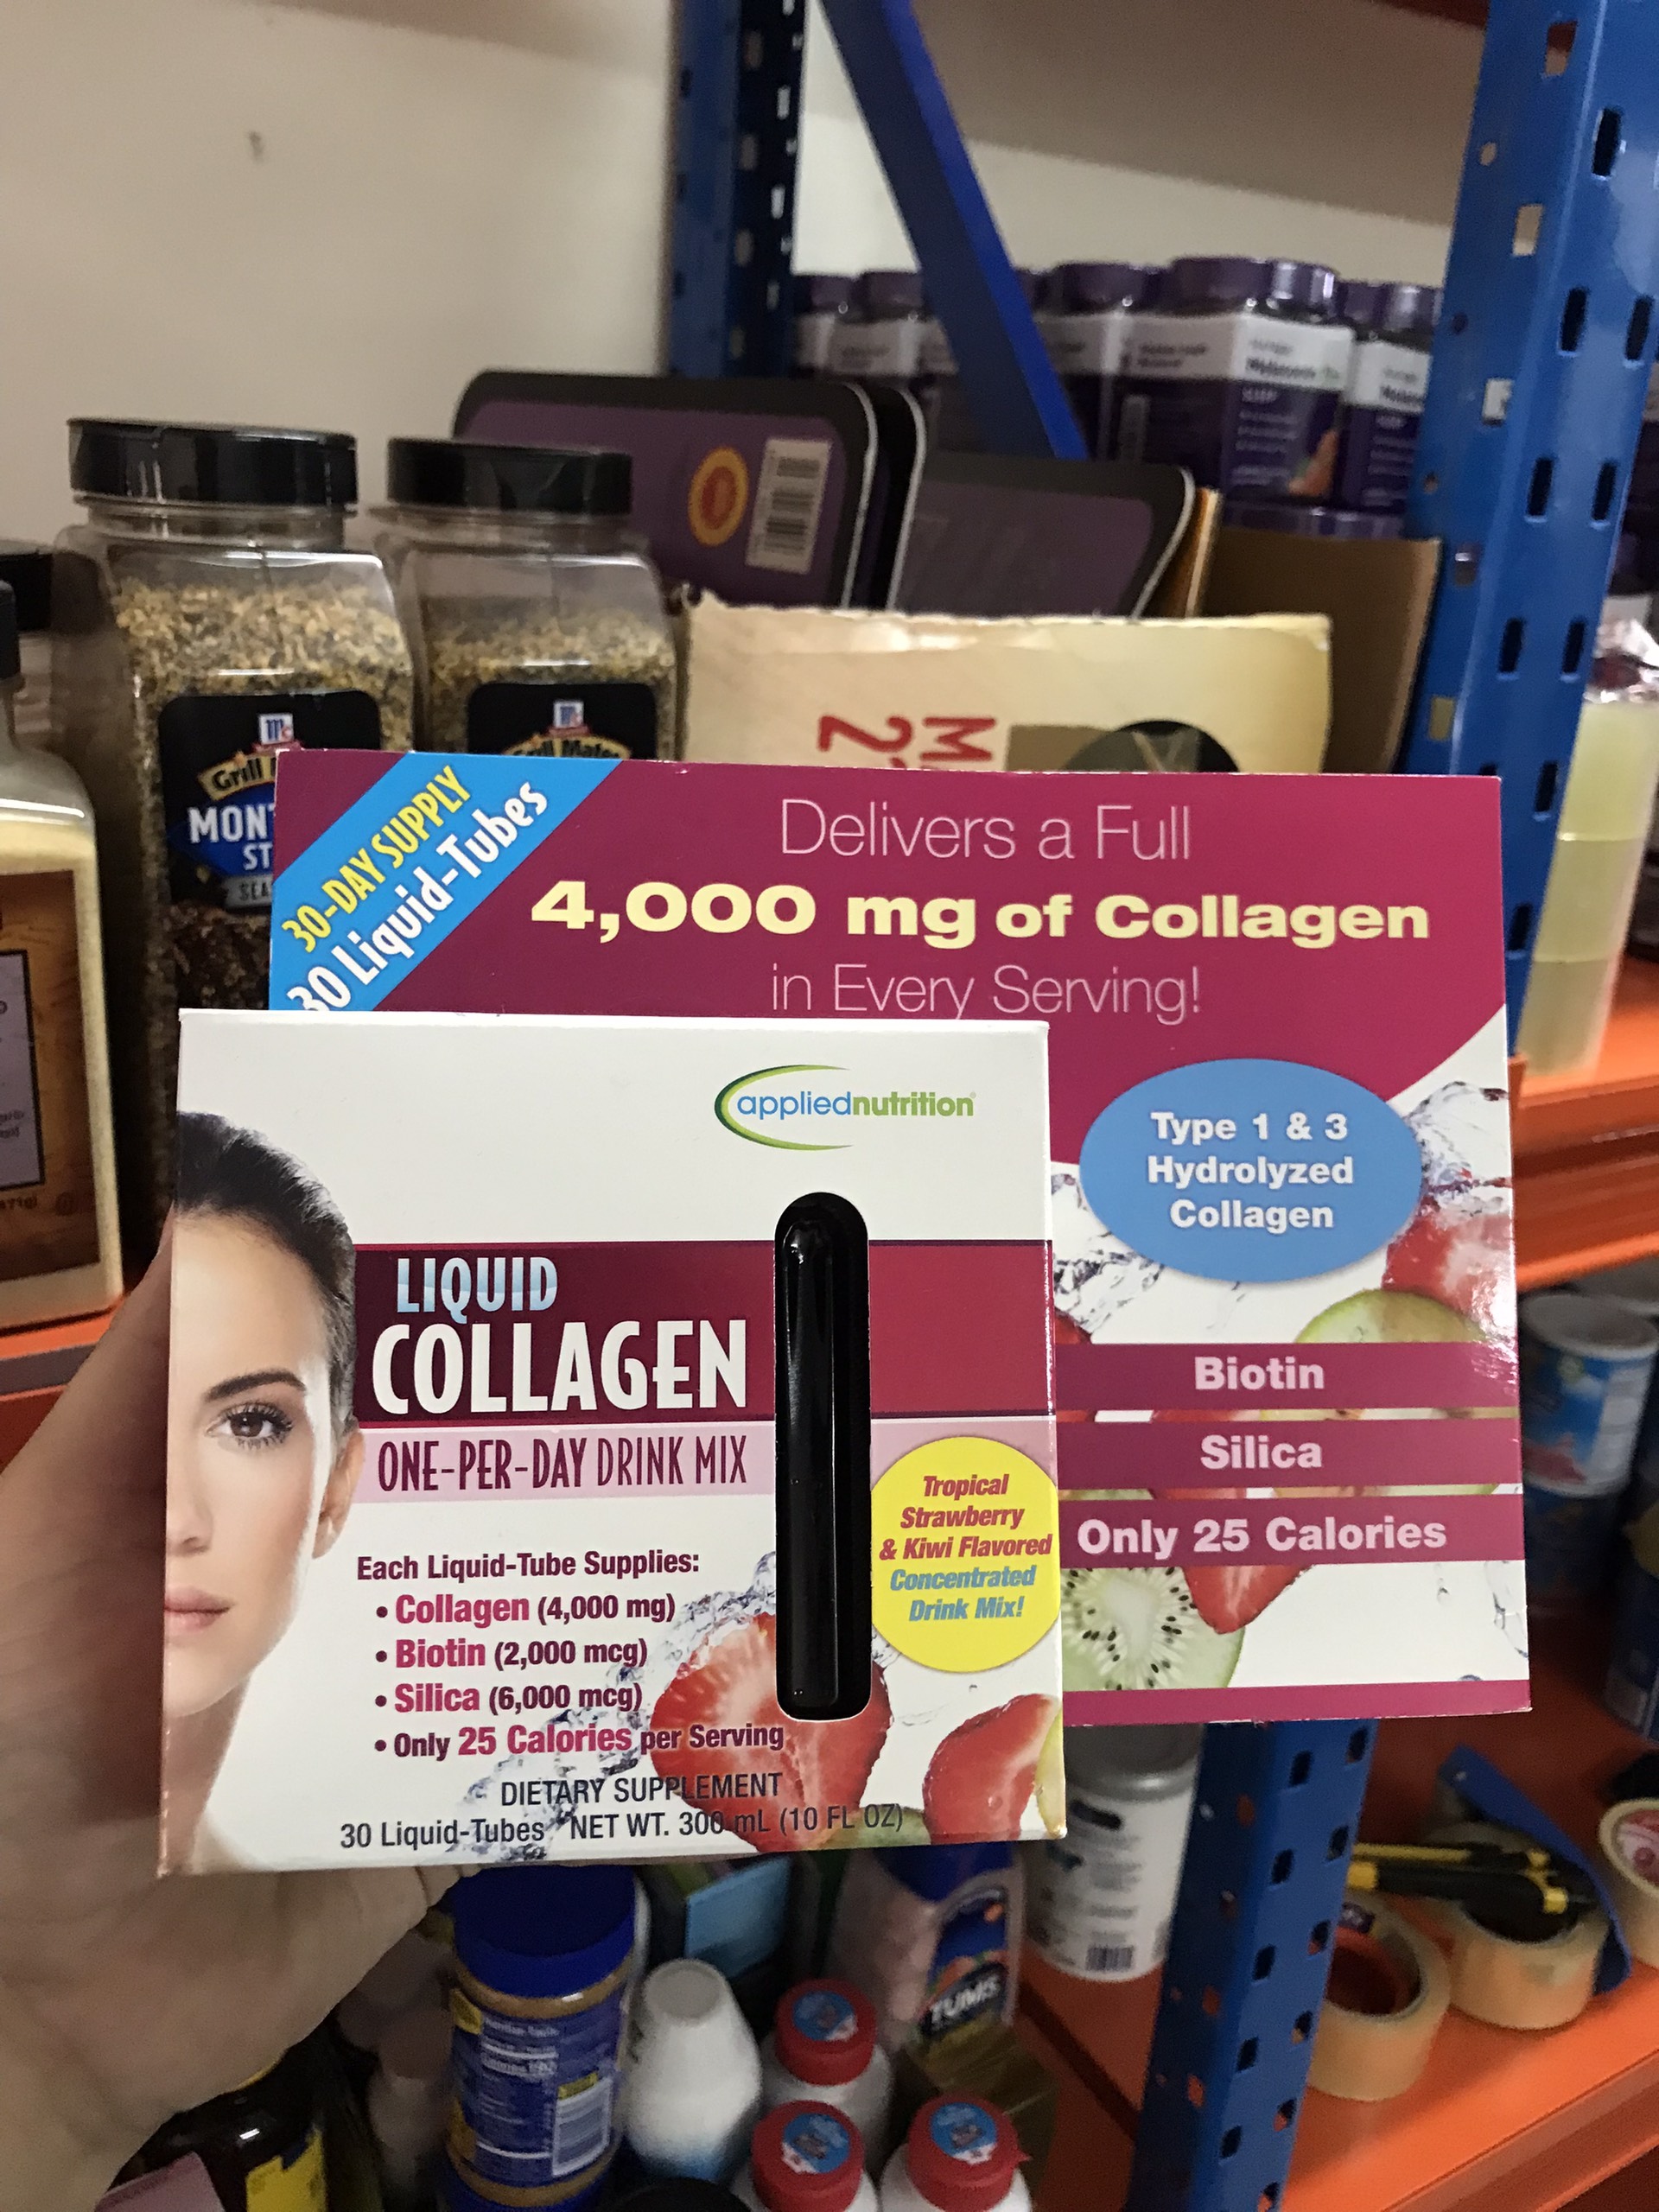 Melatonin
Grill Mates
MON
ST
SEA
30-DAY SUPPLY
30 Liquid-Tubes
Delivers a Full
4,000 mg of Collagen
in Every Serving!
Type 1 & 3
Hydrolyzed
Collagen
Biotin
Silica
Only 25 Calories
appliednutrition®
LIQUID
COLLAGEN
ONE-PER-DAY DRINK MIX
Tropical
Strawberry
& Kiwi Flavored
Concentrated
Drink Mix!
Each Liquid-Tube Supplies:
• Collagen (4,000 mg)
• Biotin (2,000 mcg)
• Silica (6,000 mcg)
• Only 25 Calories per Serving
DIETARY SUPPLEMENT
30 Liquid-Tubes NET WT. 300 mL (10 FL OZ)
TUMS